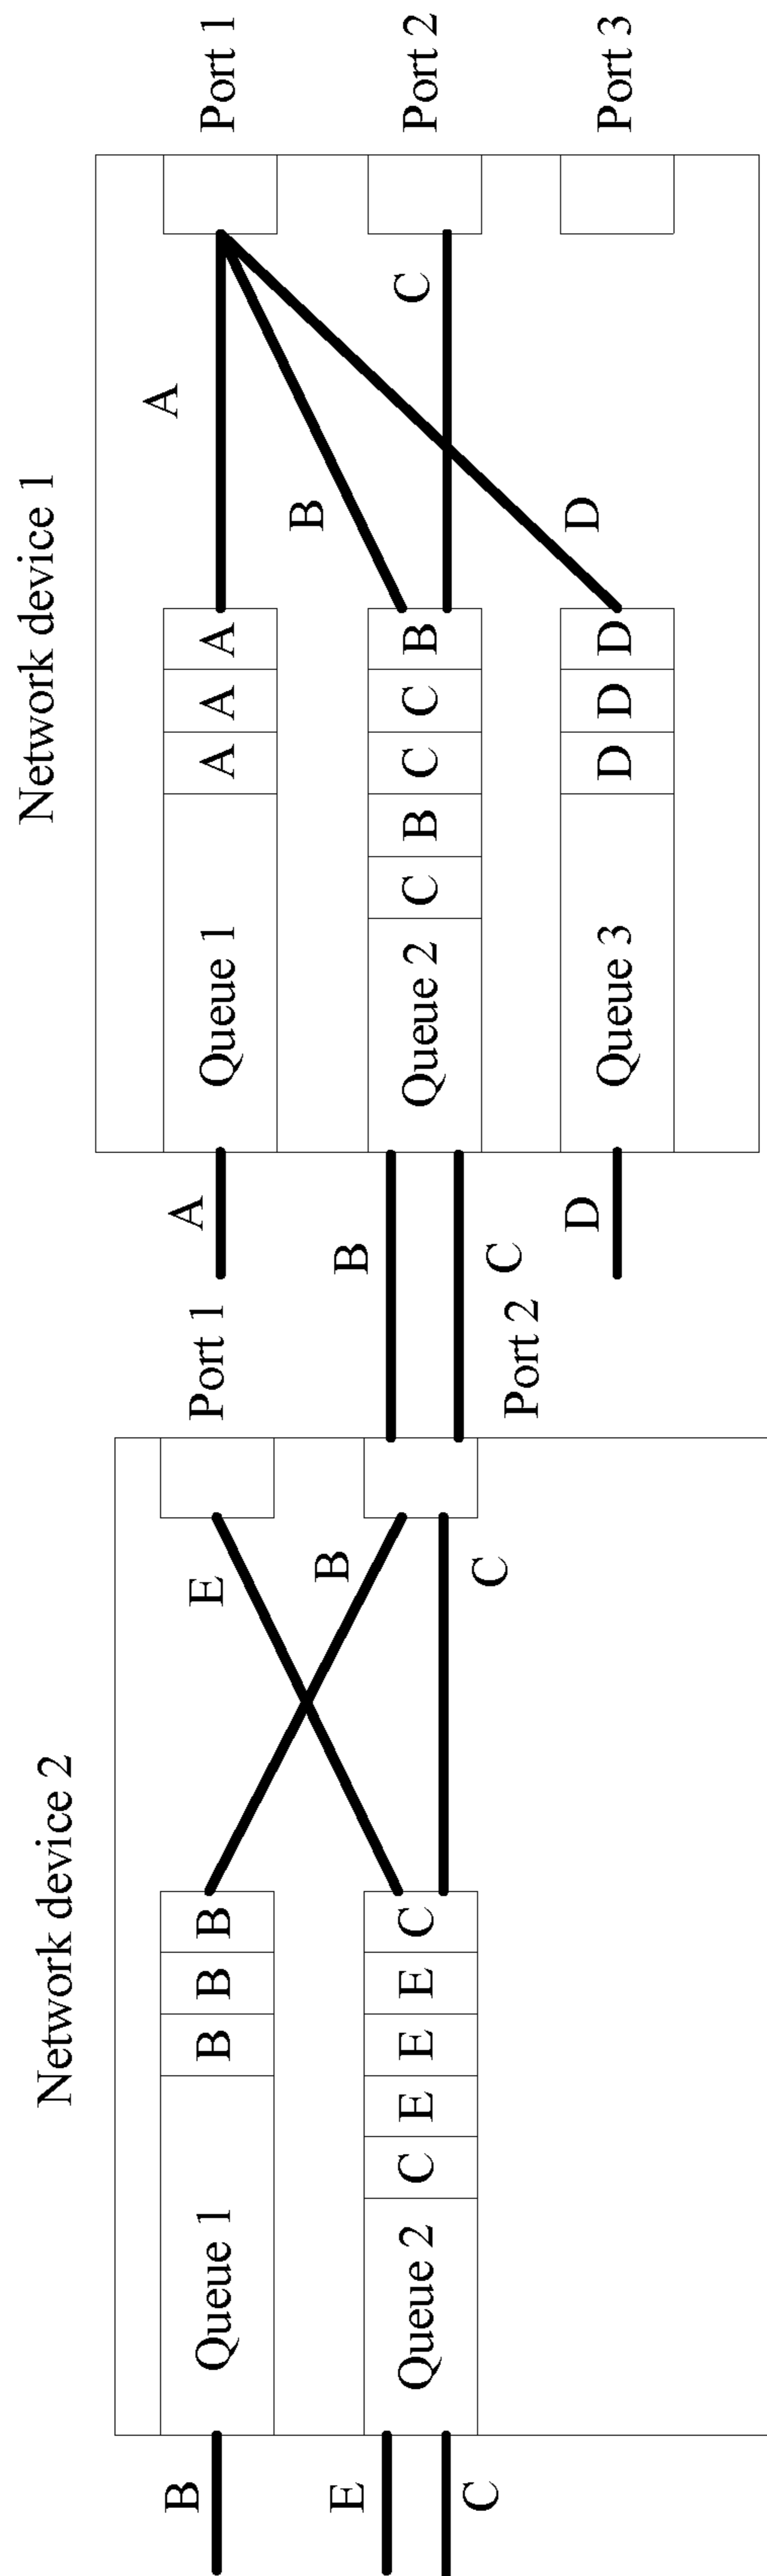 Network device 2
B
Queue 1
B B B
E
Port 1
B
E
Queue 2
C E E E C
C
C
Port 2
B
C
Network device 1
A
Queue 1
A A A
A
Port 1
B
Queue 2
C B C C B
C
Port 2
D
Queue 3
D D D
D
Port 3